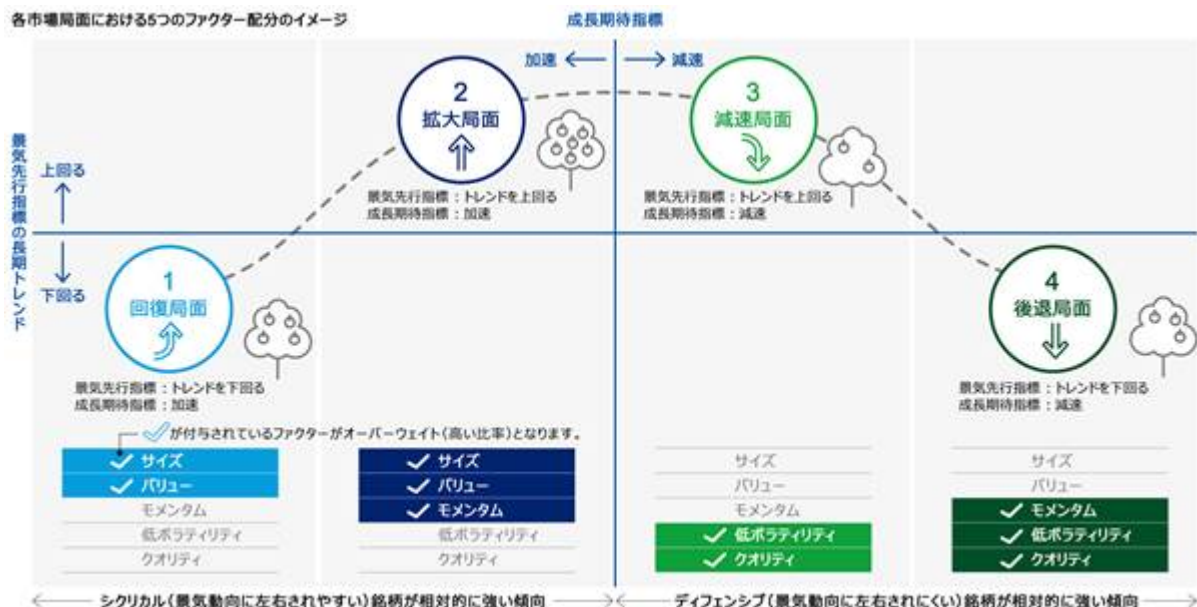 各市場局面における5つのファクター配分のイメージ
成長期待指標
加速
減速
景気先行指標の長期トレンド
上回る
下回る
1
回復局面
景気先行指標：トレンドを下回る
成長期待指標：加速
2
拡大局面
景気先行指標：トレンドを上回る
成長期待指標：加速
3
減速局面
景気先行指標：トレンドを上回る
成長期待指標：減速
4
後退局面
景気先行指標：トレンドを下回る
成長期待指標：減速
が付与されているファクターがオーバーウェイト（高い比率）となります。
サイズ
バリュー
モメンタム
低ボラティリティ
クオリティ
サイズ
バリュー
モメンタム
低ボラティリティ
クオリティ
サイズ
バリュー
モメンタム
低ボラティリティ
クオリティ
サイズ
バリュー
モメンタム
低ボラティリティ
クオリティ
シクリカル（景気動向に左右されやすい）銘柄が相対的に強い傾向
ディフェンシブ（景気動向に左右されにくい）銘柄が相対的に強い傾向